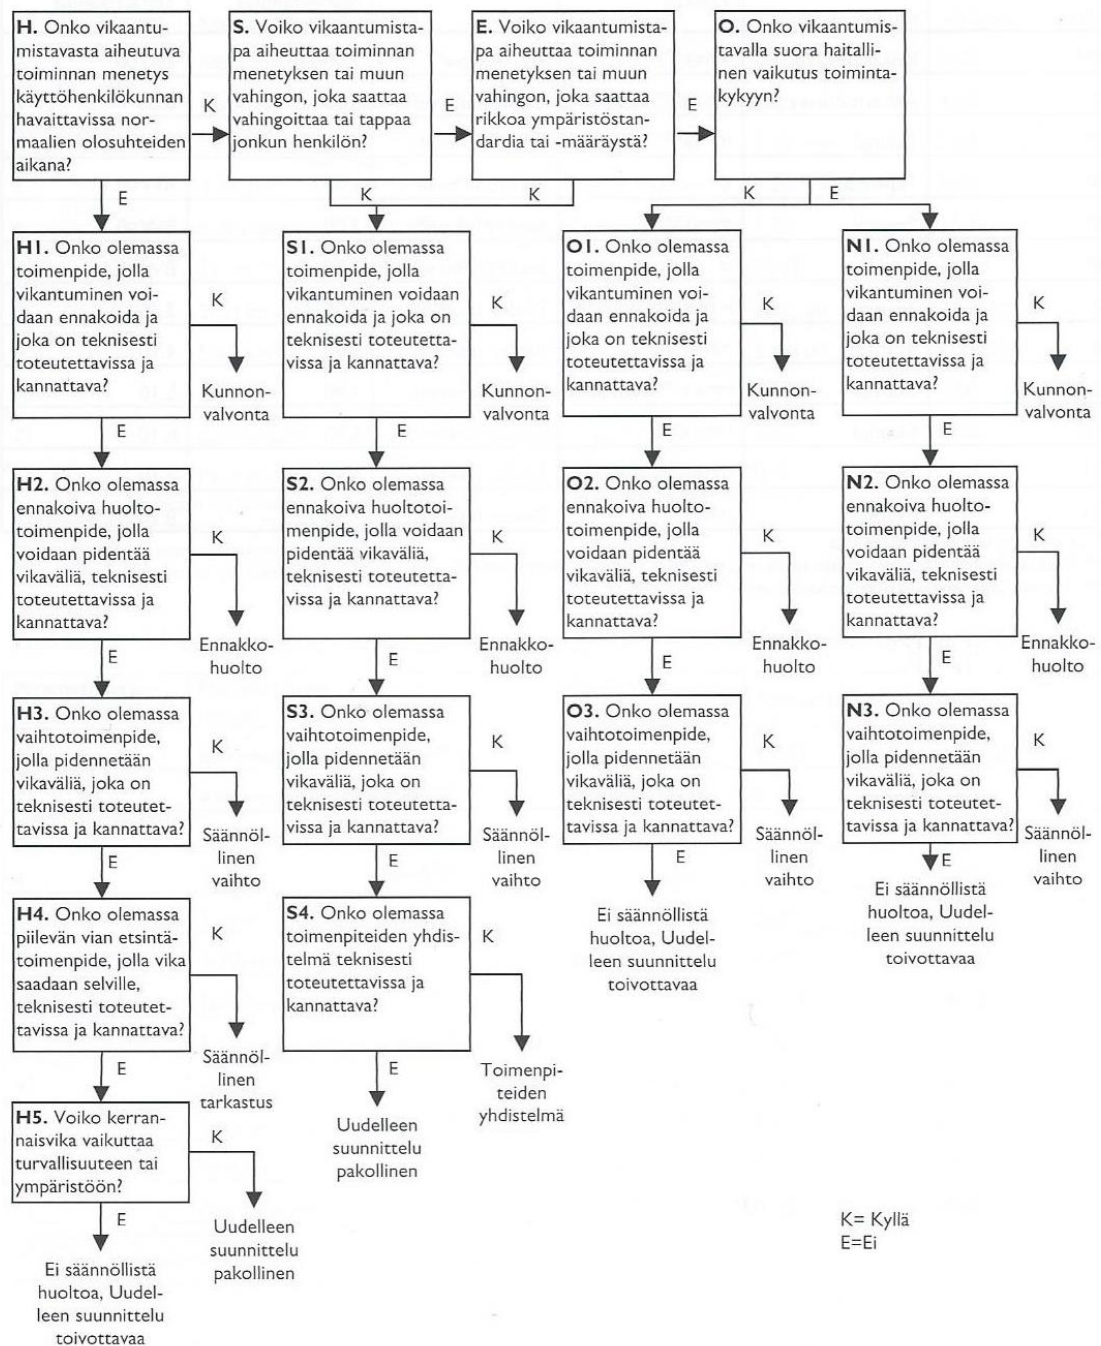 H. Onko vikaantu-
mistavasta aiheutuva
toiminnan menetys
käyttöhenkilökunnan
havaittavissa nor-
maalien olosuhteiden
aikana?
K
S. Voiko vikaantumista-
pa aiheuttaa toiminnan
menetyksen tai muun
vahingon, joka saattaa
vahingoittaa tai tappaa
jonkun henkilön?
E
E. Voiko vikaantumista-
pa aiheuttaa toiminnan
menetyksen tai muun
vahingon, joka saattaa
rikkoa ympäristöstan-
dardia tai -määräystä?
E
O. Onko vikaantumis-
tavalla suora haitalli-
nen vaikutus toiminta-
kykyyn?
E
K
K
K
E
H1. Onko olemassa
toimenpide, jolla
vikantuminen voi-
daan ennakoida ja
joka on teknisesti
toteutettavissa ja
kannattava?
K
Kunnon-
valvonta
S1. Onko olemassa
toimenpide, jolla
vikantuminen voidaan
ennakoida ja joka on
teknisesti toteutetta-
vissa ja kannattava?
K
Kunnon-
valvonta
O1. Onko olemassa
toimenpide, jolla
vikantuminen voi-
daan ennakoida ja
joka on teknisesti
toteutettavissa ja
kannattava?
K
Kunnon-
valvonta
N1. Onko olemassa
toimenpide, jolla
vikantuminen voi-
daan ennakoida ja
joka on teknisesti
toteutettavissa ja
kannattava?
K
Kunnon-
valvonta
E
E
E
E
H2. Onko olemassa
ennakoiva huolto-
toimenpide, jolla
voidaan pidentää
vikaväliä, teknisesti
toteutettavissa ja
kannattava?
K
Ennakko-
huolto
S2. Onko olemassa
ennakoiva huoltotoi-
menpide, jolla voidaan
pidentää vikaväliä,
teknisesti toteutetta-
vissa ja kannattava?
K
Ennakko-
huolto
O2. Onko olemassa
ennakoiva huolto-
toimenpide, jolla
voidaan pidentää
vikaväliä, teknisesti
toteutettavissa ja
kannattava?
K
Ennakko-
huolto
N2. Onko olemassa
ennakoiva huolto-
toimenpide, jolla
voidaan pidentää
vikaväliä, teknisesti
toteutettavissa ja
kannattava?
K
Ennakko-
huolto
E
E
E
E
H3. Onko olemassa
vaihtotoimenpide,
jolla pidennetään
vikaväliä, joka on
teknisesti toteutet-
tavissa ja kannattava?
K
Säännöl-
linen
vaihto
S3. Onko olemassa
vaihtotoimenpide,
jolla pidennetään
vikaväliä, joka on
teknisesti toteutetta-
vissa ja kannattava?
K
Säännöl-
linen
vaihto
O3. Onko olemassa
vaihtotoimenpide,
jolla pidennetään
vikaväliä, joka on
teknisesti toteutet-
tavissa ja kannattava?
K
Säännöl-
linen
vaihto
N3. Onko olemassa
vaihtotoimenpide,
jolla pidennetään
vikaväliä, joka on
teknisesti toteutet-
tavissa ja kannattava?
K
Säännöl-
linen
vaihto
E
E
E
E
H4. Onko olemassa
piilevän vian etsintä-
toimenpide, jolla vika
saadaan selville,
teknisesti toteutet-
tavissa ja kannattava?
K
Säännöl-
linen
tarkastus
S4. Onko olemassa
toimenpiteiden yhdis-
telmä teknisesti
toteutettavissa ja
kannattava?
K
Toimenpi-
teiden
yhdistelmä
Ei säännöllistä
huoltoa, Uudel-
leen suunnittelu
toivottavaa
Ei säännöllistä
huoltoa, Uudel-
leen suunnittelu
toivottavaa
E
E
H5. Voiko kerran-
naisvika vaikuttaa
turvallisuuteen tai
ympäristöön?
K
Uudelleen
suunnittelu
pakollinen
Uudelleen
suunnittelu
pakollinen
E
Ei säännöllistä
huoltoa, Uudel-
leen suunnittelu
toivottavaa
K= Kyllä
E=Ei